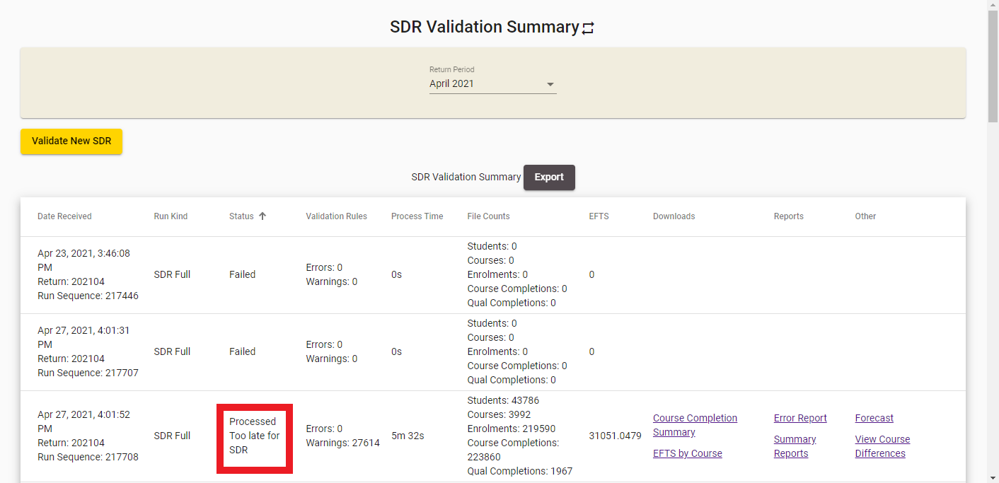 SDR Validation Summary
Return Period
April 2021
Validate New SDR
SDR Validation Summary Export
Date Received Run Kind Status Validation Rules Process Time File Counts EFTS Downloads Reports Other
Apr 23, 2021, 3:46:08
PM
Return: 202104
Run Sequence: 217446
SDR Full
Failed
Errors: 0
Warnings: 0
0s
Students: 0
Courses: 0
Enrolments: 0
Course Completions: 0
Qual Completions: 0
0
Apr 27, 2021, 4:01:31
PM
Return: 202104
Run Sequence: 217707
SDR Full
Failed
Errors: 0
Warnings: 0
0s
Students: 0
Courses: 0
Enrolments: 0
Course Completions: 0
Qual Completions: 0
0
Apr 27, 2021, 4:01:52
PM
Return: 202104
Run Sequence: 217708
SDR Full
Processed
Too late for
SDR
Errors: 0
Warnings: 27614
5m 32s
Students: 43786
Courses: 3992
Enrolments: 219590
Course Completions:
223860
Qual Completions: 1967
31051.0479
Course Completion
Summary
EFTS by Course
Error Report
Summary
Reports
Forecast
View Course
Differences